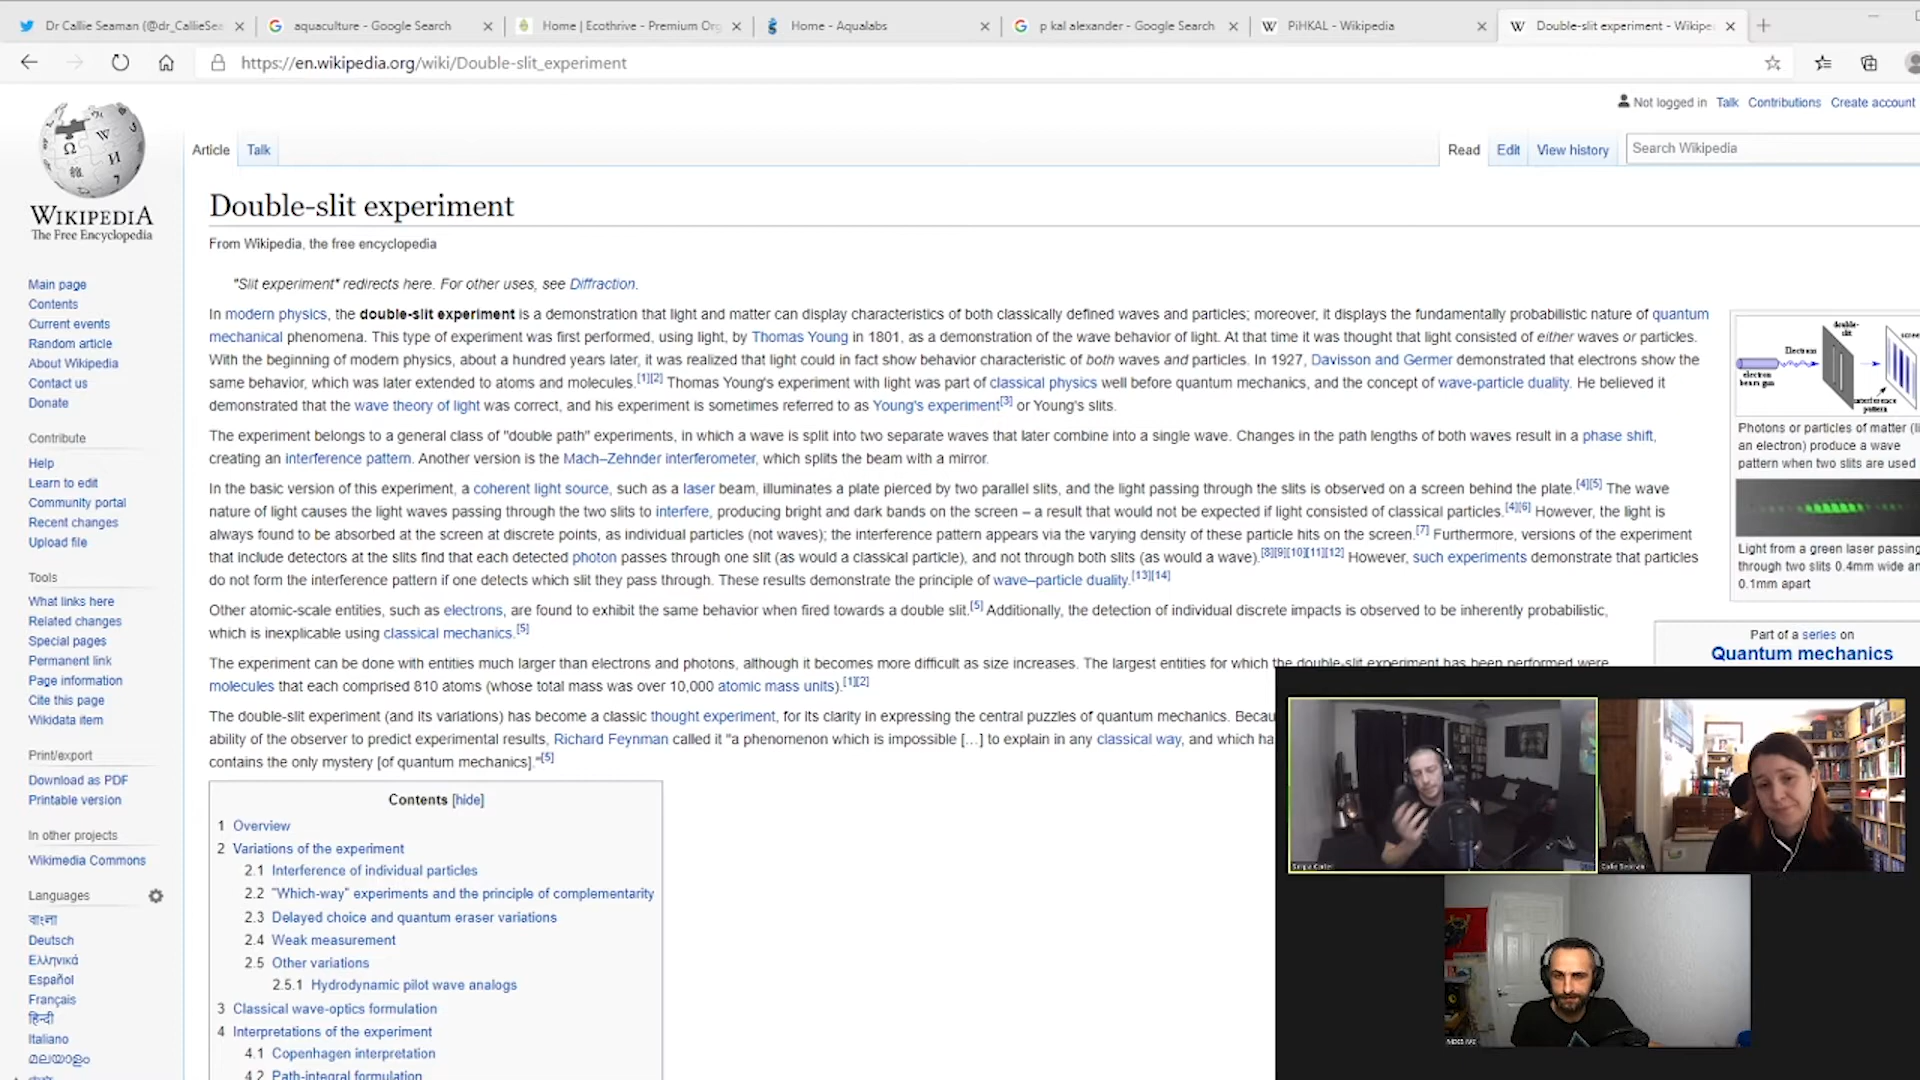 Dr Callie Seaman (@dr_CallieSea
aquaculture - Google Search
Home | Ecothrive - Premium Org
Home - Aqualabs
p kal alexander - Google Search
PiHKAL - Wikipedia
Double-slit experiment - Wikipe
https://en.wikipedia.org/wiki/Double-slit_experiment
Not logged in Talk Contributions Create account
WIKIPEDIA
The Free Encyclopedia
Article Talk
Read Edit View history
Search Wikipedia
Main page
Contents
Current events
Random article
About Wikipedia
Contact us
Donate
Contribute
Help
Learn to edit
Community portal
Recent changes
Upload file
Tools
What links here
Related changes
Special pages
Permanent link
Page information
Cite this page
Wikidata item
Print/export
Download as PDF
Printable version
In other projects
Wikimedia Commons
Languages
বাংলা
Deutsch
Ελληνικά
Español
Français
हिन्दी
Italiano
മലയാളം
Double-slit experiment
From Wikipedia, the free encyclopedia
"Slit experiment" redirects here. For other uses, see Diffraction.
In modern physics, the double-slit experiment is a demonstration that light and matter can display characteristics of both classically defined waves and particles; moreover, it displays the fundamentally probabilistic nature of quantum
mechanical phenomena. This type of experiment was first performed, using light, by Thomas Young in 1801, as a demonstration of the wave behavior of light. At that time it was thought that light consisted of either waves or particles.
With the beginning of modern physics, about a hundred years later, it was realized that light could in fact show behavior characteristic of both waves and particles. In 1927, Davisson and Germer demonstrated that electrons show the
same behavior, which was later extended to atoms and molecules.[1][2] Thomas Young's experiment with light was part of classical physics well before quantum mechanics, and the concept of wave-particle duality. He believed it
demonstrated that the wave theory of light was correct, and his experiment is sometimes referred to as Young's experiment[3] or Young's slits.
The experiment belongs to a general class of "double path" experiments, in which a wave is split into two separate waves that later combine into a single wave. Changes in the path lengths of both waves result in a phase shift,
creating an interference pattern. Another version is the Mach–Zehnder interferometer, which splits the beam with a mirror.
In the basic version of this experiment, a coherent light source, such as a laser beam, illuminates a plate pierced by two parallel slits, and the light passing through the slits is observed on a screen behind the plate.[4][5] The wave
nature of light causes the light waves passing through the two slits to interfere, producing bright and dark bands on the screen – a result that would not be expected if light consisted of classical particles.[4][6] However, the light is
always found to be absorbed at the screen at discrete points, as individual particles (not waves); the interference pattern appears via the varying density of these particle hits on the screen.[7] Furthermore, versions of the experiment
that include detectors at the slits find that each detected photon passes through one slit (as would a classical particle), and not through both slits (as would a wave).[8][9][10][11][12] However, such experiments demonstrate that particles
do not form the interference pattern if one detects which slit they pass through. These results demonstrate the principle of wave–particle duality.[13][14]
Other atomic-scale entities, such as electrons, are found to exhibit the same behavior when fired towards a double slit.[5] Additionally, the detection of individual discrete impacts is observed to be inherently probabilistic,
which is inexplicable using classical mechanics.[5]
The experiment can be done with entities much larger than electrons and photons, although it becomes more difficult as size increases. The largest entities for which the double-slit experiment has been performed were
molecules that each comprised 810 atoms (whose total mass was over 10,000 atomic mass units).[1][2]
The double-slit experiment (and its variations) has become a classic thought experiment, for its clarity in expressing the central puzzles of quantum mechanics. Becau
ability of the observer to predict experimental results, Richard Feynman called it "a phenomenon which is impossible [...] to explain in any classical way, and which ha
contains the only mystery [of quantum mechanics]."[5]
Contents [hide]
1 Overview
2 Variations of the experiment
2.1 Interference of individual particles
2.2 "Which-way" experiments and the principle of complementarity
2.3 Delayed choice and quantum eraser variations
2.4 Weak measurement
2.5 Other variations
2.5.1 Hydrodynamic pilot wave analogs
3 Classical wave-optics formulation
4 Interpretations of the experiment
4.1 Copenhagen interpretation
4.2 Path-integral formulation
double-
slit
scree
Electrons
electron
beam gun
interference
pattern
Photons or particles of matter (li
an electron) produce a wave
pattern when two slits are used
Light from a green laser passing
through two slits 0.4mm wide an
0.1mm apart
Part of a series on
Quantum mechanics
Callie Seaman